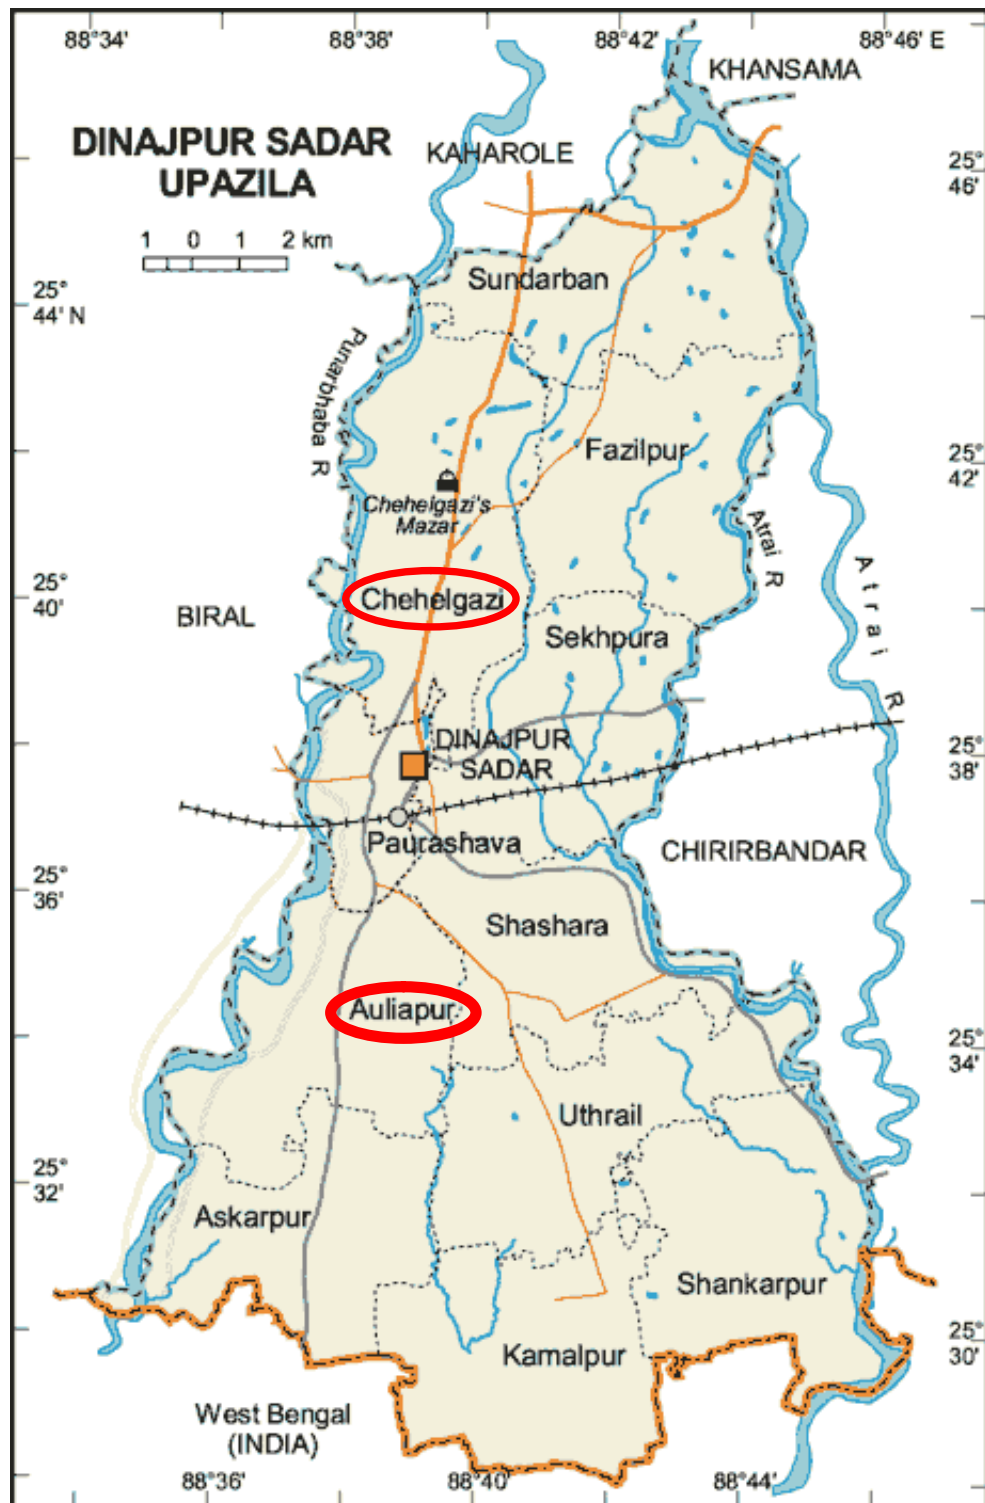 88°34'
88°38'
88°42'
88°46' E
KHANSAMA
DINAJPUR SADAR
UPAZILA
KAHAROLE
25°
46'
1 0 1 2 km
Sundarban
25°
44' N
Punarbhaba R
Fazilpur
25°
42'
Chehelgazi's
Mazar
Atrai R
Atrai R
25°
40'
Chehelgazi
BIRAL
Sekhpura
DINAJPUR
SADAR
25°
38'
Paurashava
CHIRIRBANDAR
25°
36'
Shashara
Auliapur
25°
34'
Uthrail
25°
32'
Askarpur
Shankarpur
25°
30'
Kamalpur
West Bengal
(INDIA)
88°36'
88°40'
88°44'